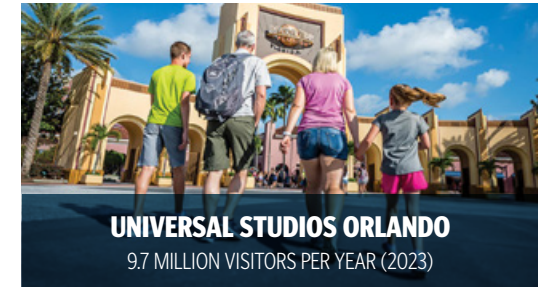 UNIVERSAL STUDIOS ORLANDO
9.7 MILLION VISITORS PER YEAR (2023)